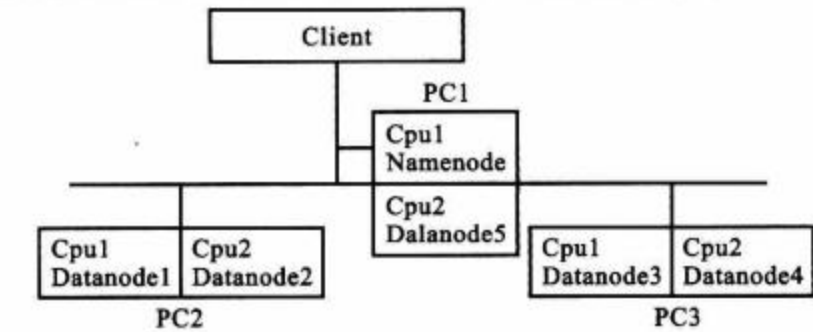 Client
PC1
Cpu1
Namenode
Cpu2
Dalanode5
Cpu1
Datanode1
Cpu2
Datanode2
PC2
Cpu1
Datanode3
Cpu2
Datanode4
PC3